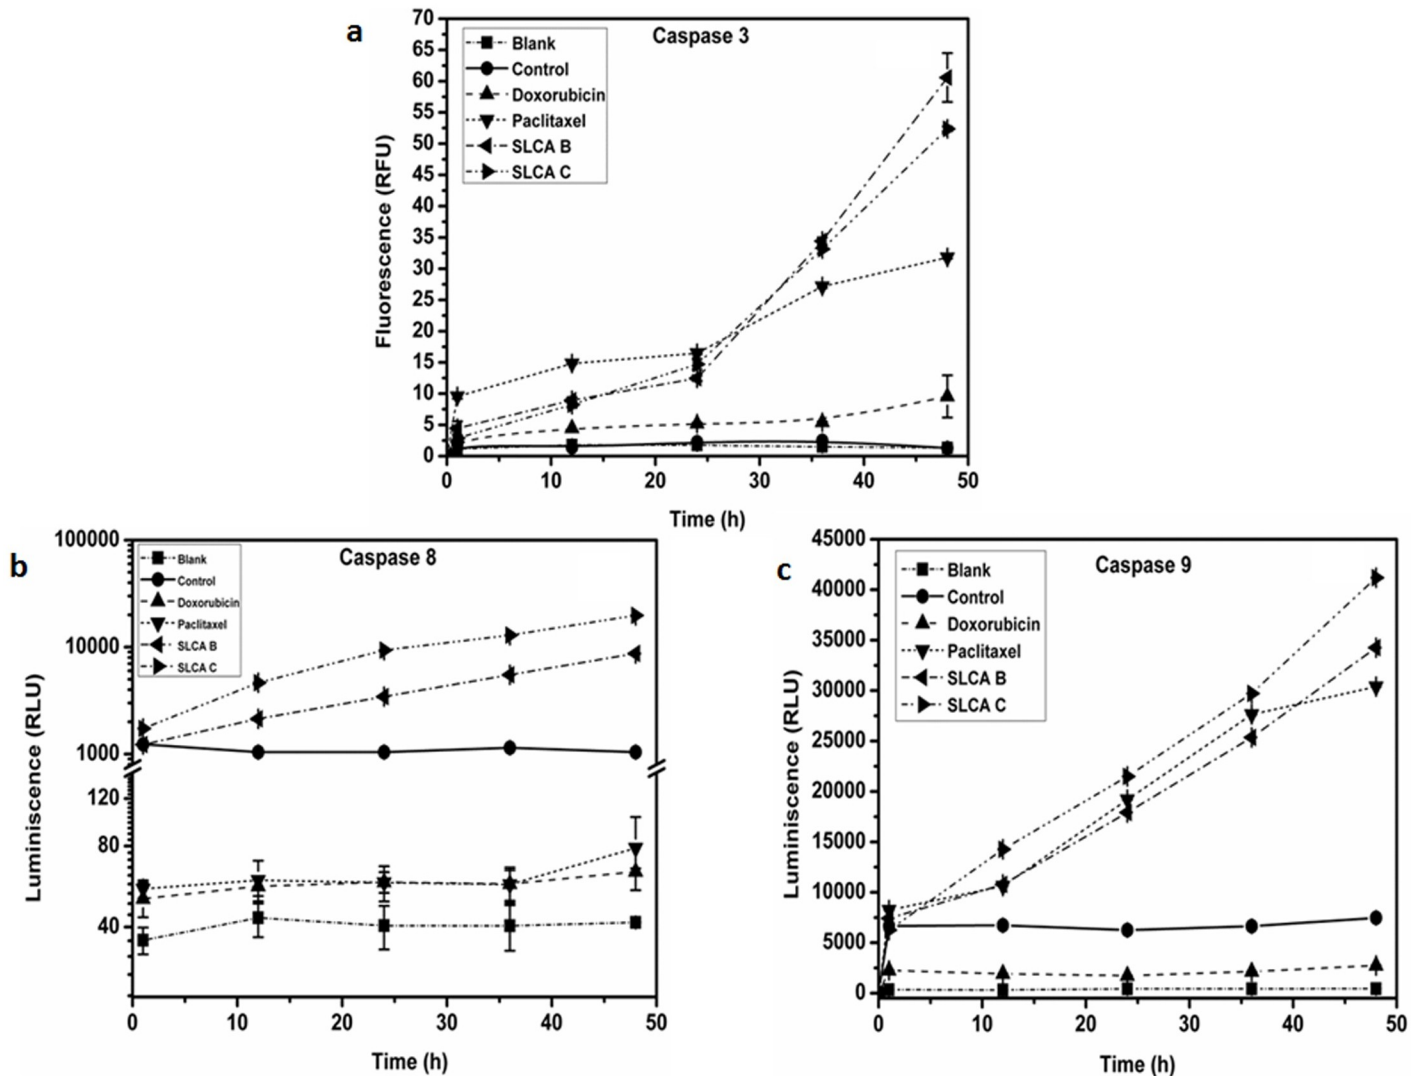 a
Caspase 3
Blank
Control
Doxorubicin
Paclitaxel
SLCA B
SLCA C
Fluorescence (RFU)
70
65
60
55
50
45
40
35
30
25
20
15
10
5
0
0 10 20 30 40 50
Time (h)
b
Caspase 8
Blank
Control
Doxorubicin
Paclitaxel
SLCA B
SLCA C
Luminiscence (RLU)
100000
10000
1000
120
80
40
0 10 20 30 40 50
Time (h)
c
Caspase 9
Blank
Control
Doxorubicin
Paclitaxel
SLCA B
SLCA C
Luminiscence (RLU)
45000
40000
35000
30000
25000
20000
15000
10000
5000
0
0 10 20 30 40 50
Time (h)